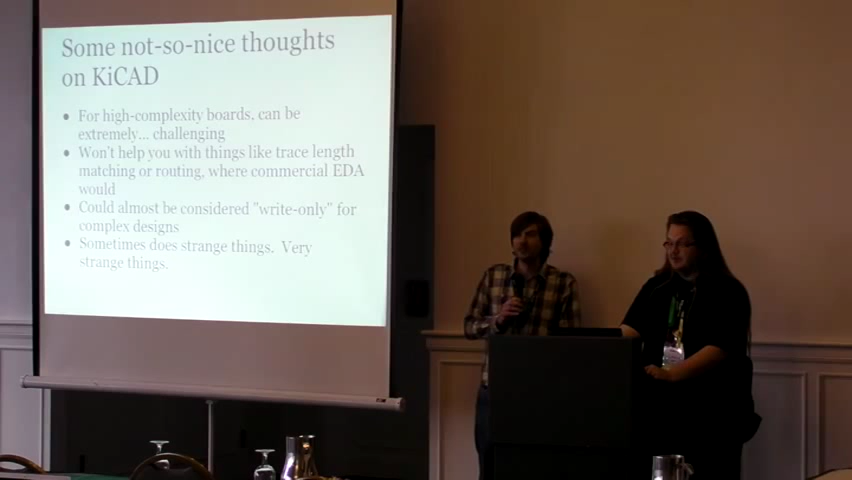 Some not-so-nice thoughts
on KiCAD
● For high-complexity boards, can be
extremely... challenging
● Won't help you with things like trace length
matching or routing, where commercial EDA
would
● Could almost be considered "write-only" for
complex designs
● Sometimes does strange things. Very
strange things.